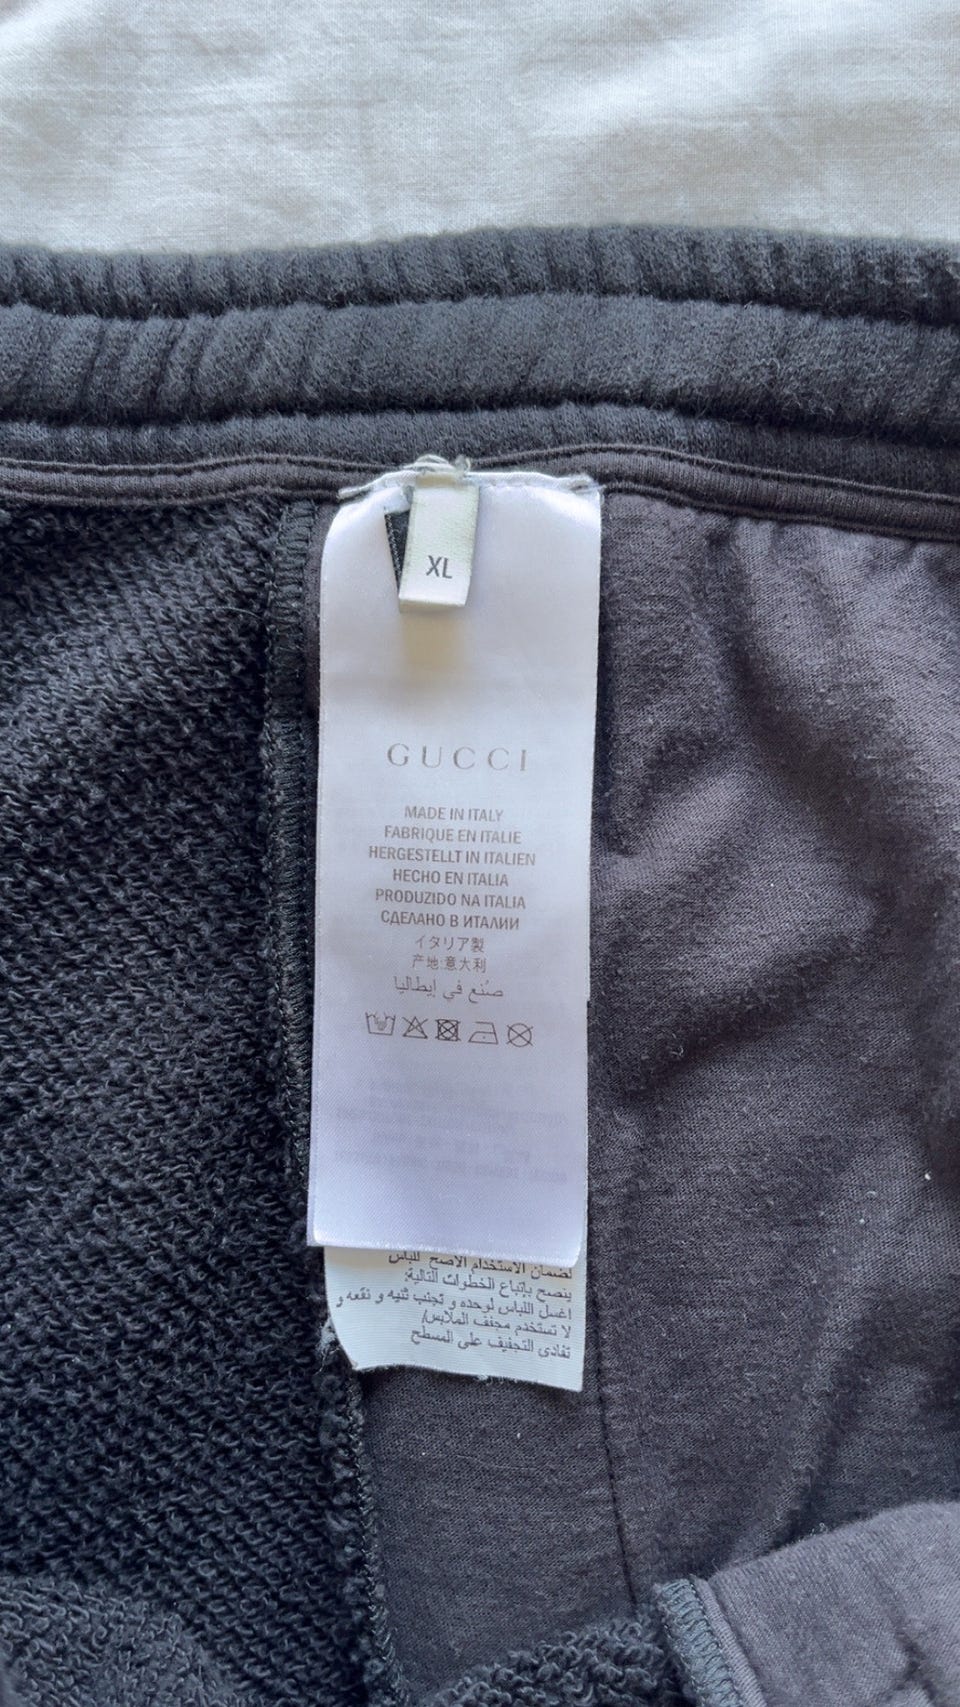 XL
GUCCI
MADE IN ITALY
FABRIQUE EN ITALIE
HERGESTELLT IN ITALIEN
HECHO EN ITALIA
PRODUZIDO NA ITALIA
СДЕЛАНО В ИТАЛИИ
イタリア製
产地:意大利
صُنع في إيطاليا
لضمان الاستخدام الأصح للباس
ينصح بإتباع الخطوات التالية:
إغسل اللباس لوحده و تجنب ثنيه و نقعه و
لا تستخدم مجفف الملابس/
تفادى التجفيف على المسطح